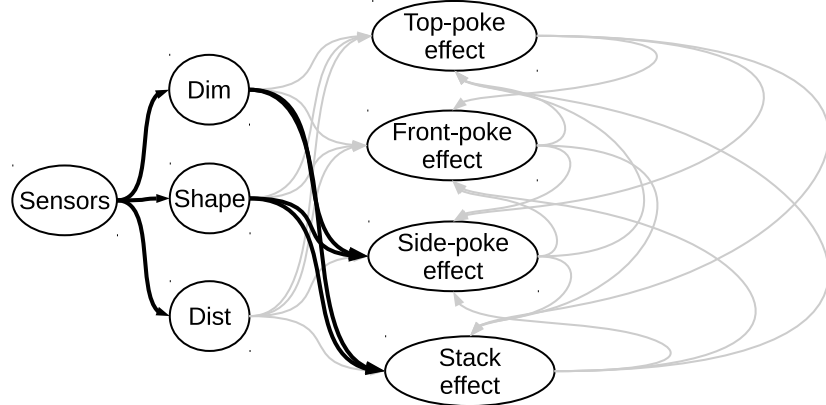 Top-poke
effect
Dim
Front-poke
effect
Sensors
Shape
Side-poke
effect
Dist
Stack
effect